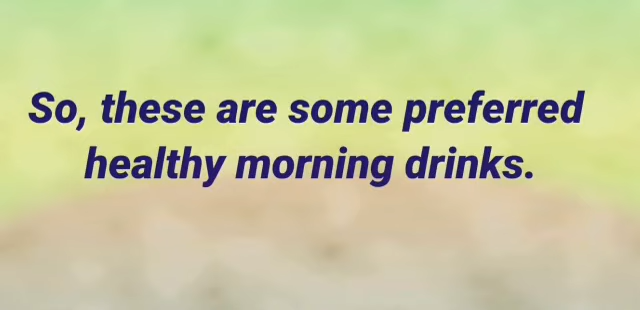 So, these are some preferred
healthy morning drinks.